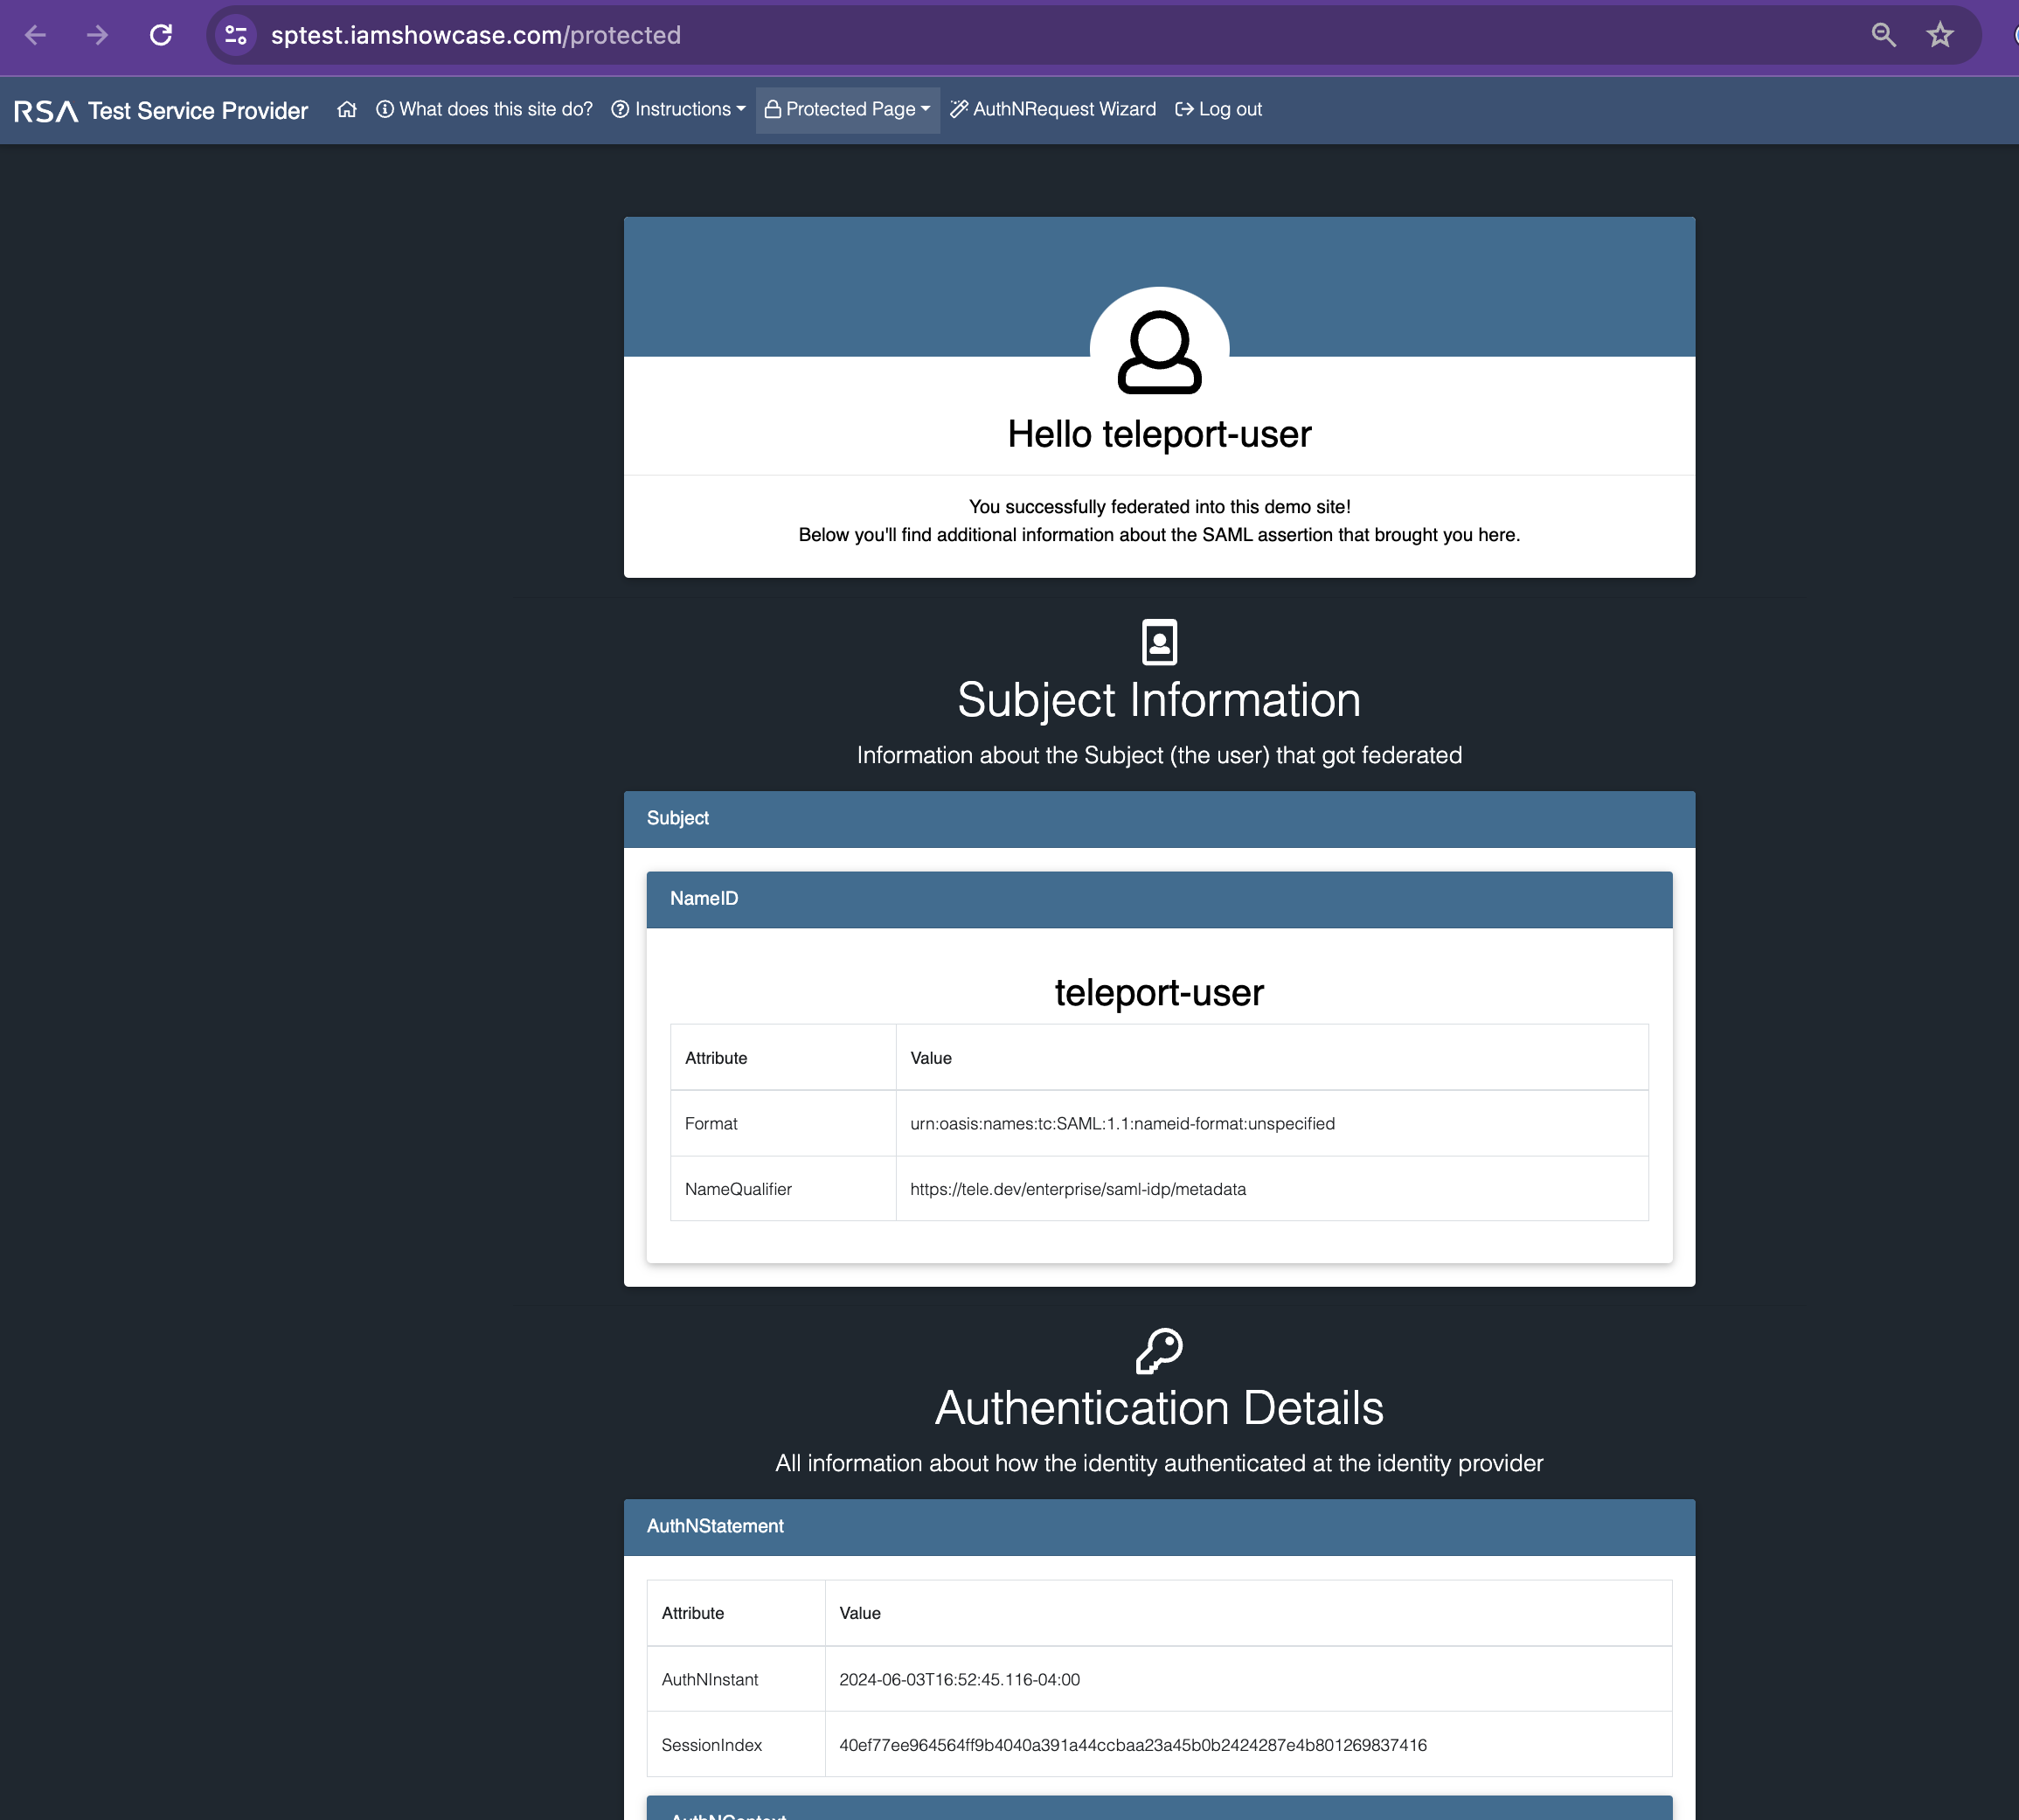 sptest.iamshowcase.com/protected
RSA Test Service Provider What does this site do? Instructions Protected Page AuthNRequest Wizard Log out
Hello teleport-user
You successfully federated into this demo site!
Below you'll find additional information about the SAML assertion that brought you here.
Subject Information
Information about the Subject (the user) that got federated
Subject
NameID
teleport-user
Attribute Value
Format urn:oasis:names:tc:SAML:1.1:nameid-format:unspecified
NameQualifier https://tele.dev/enterprise/saml-idp/metadata
Authentication Details
All information about how the identity authenticated at the identity provider
AuthNStatement
Attribute Value
AuthNInstant 2024-06-03T16:52:45.116-04:00
SessionIndex 40ef77ee964564ff9b4040a391a44ccbaa23a45b0b2424287e4b801269837416
AuthNContext